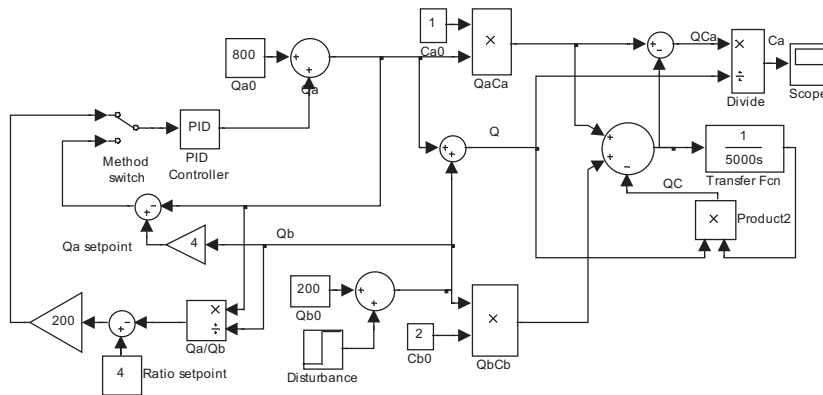 1
Ca0
×
QaCa
QCa
Ca
×
÷
Divide
Scope
800
Qa0
+
+
Qa
+
-
PID
PID
Controller
Method
switch
Q
+
+
+
+
-
1
5000s
Transfer Fcn
QC
×
Product2
+
-
Qa setpoint
4
Qb
200
Qb0
+
+
Disturbance
2
Cb0
×
QbCb
200
+
-
×
÷
Qa/Qb
4
Ratio setpoint